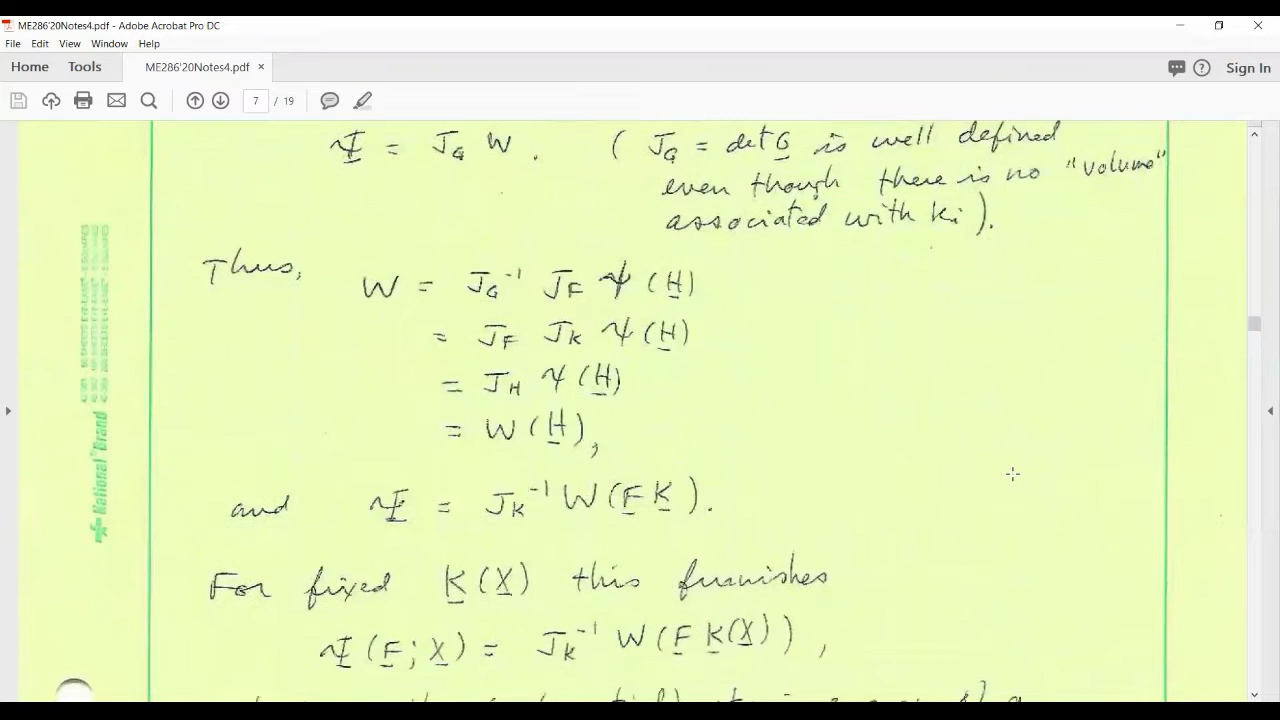 ME286'20Notes4.pdf - Adobe Acrobat Pro DC
File Edit View Window Help
Home Tools ME286'20Notes4.pdf × Sign In
7 / 19
Ψ = J_G W . ( J_G = det G is well defined
even though there is no "volume"
associated with κi ).
Thus,
W = J_G⁻¹ J_F ψ (H)
= J_F J_K ψ (H)
= J_H ψ (H)
= W (H) ,
and Ψ = J_K⁻¹ W (F K) .
For fixed K (X) this furnishes
Ψ (F ; X) = J_K⁻¹ W (F K (X)) ,
National Brand